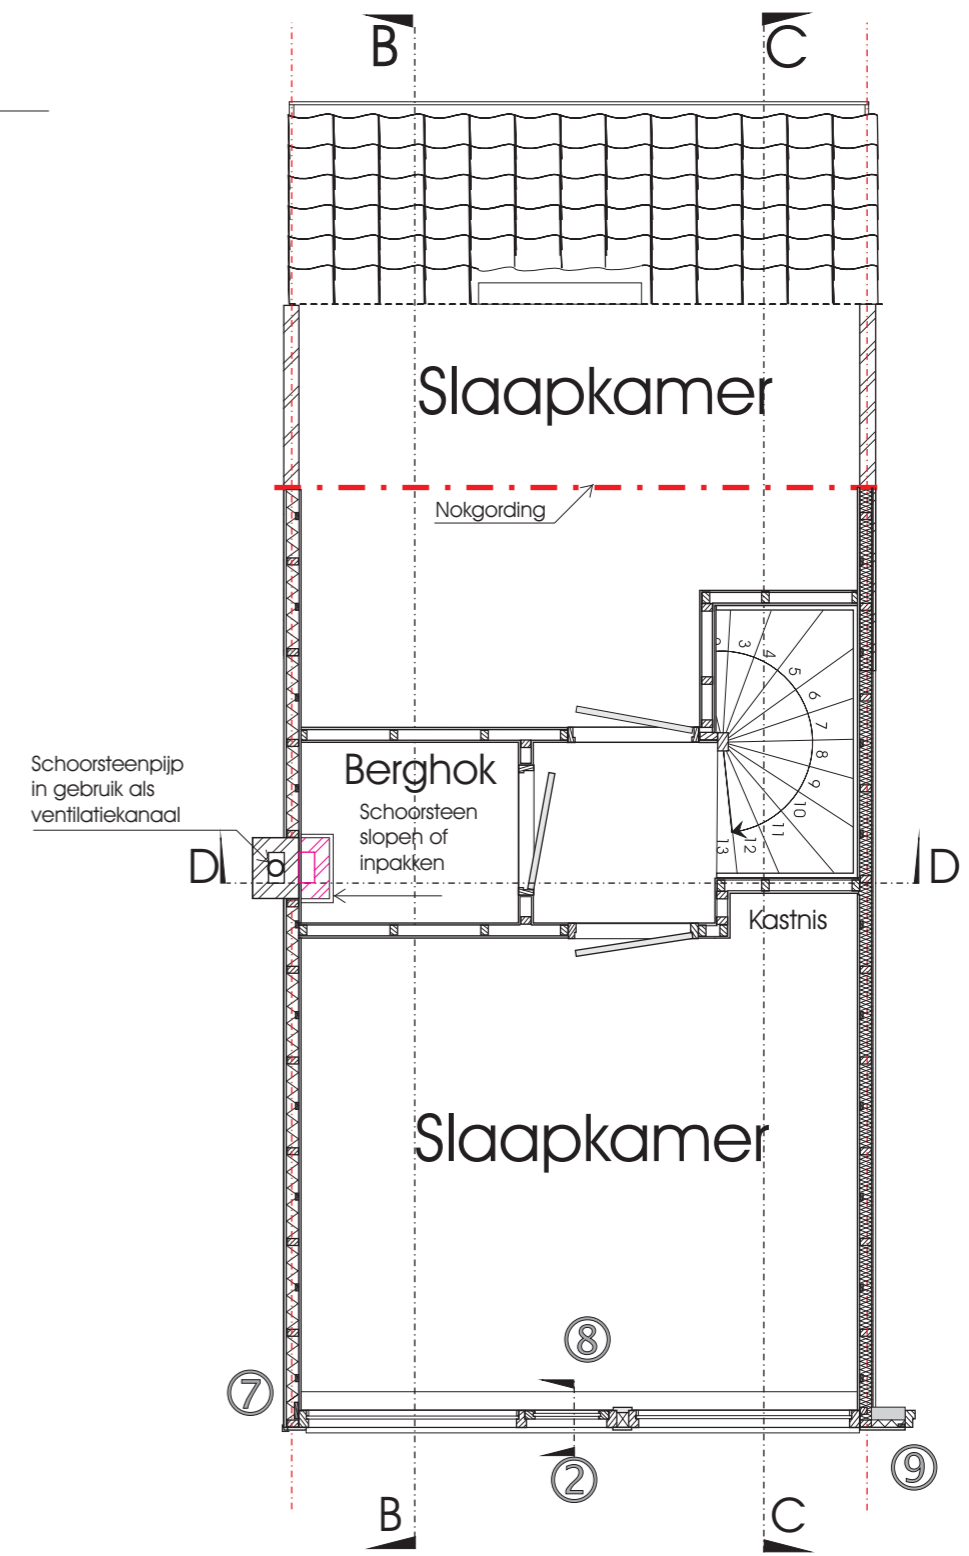 B
C
Slaapkamer
Nokgording
3
4
5
6
7
8
9
10
11
12
13
Schoorsteenpijp
in gebruik als
ventilatiekanaal
Berghok
Schoorsteen
slopen of
inpakken
D
D
Kastnis
Slaapkamer
8
7
2
9
B
C